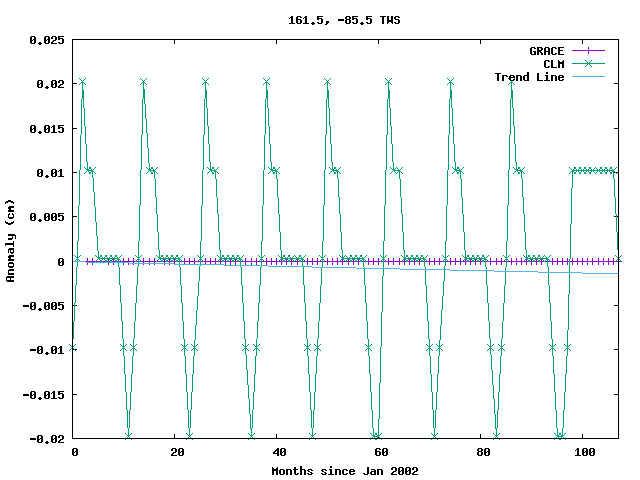 161.5, -85.5 TWS
GRACE
CLM
Trend Line
0.025
0.02
0.015
0.01
0.005
0
-0.005
-0.01
-0.015
-0.02
Anomaly (cm)
0 20 40 60 80 100
Months since Jan 2002